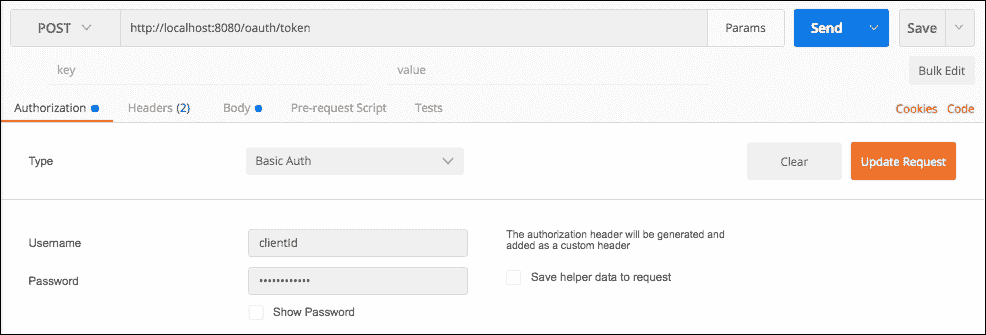 POST http://localhost:8080/oauth/token Params Send Save
key value Bulk Edit
Authorization Headers (2) Body Pre-request Script Tests Cookies Code
Type Basic Auth Clear Update Request
Username clientId The authorization header will be generated and
added as a custom header
Password •••••••••••• Save helper data to request
Show Password